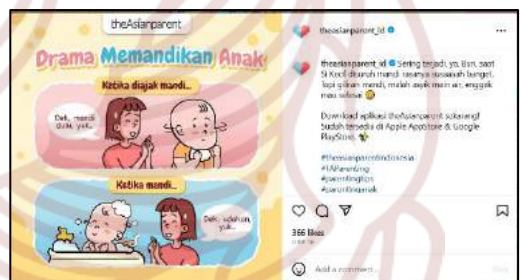 theAsianparent
Drama Memandikan Anak
Ketika diajak mandi...
Dek, mandi
dulu, yuk..
Ketika mandi...
Dek, udahan,
yuk..
theasianparent_id
theasianparent_id Sering terjadi, ya, Bun, saat
Si Kecil disuruh mandi rasanya susaaah banget.
Tapi giliran mandi, malah asyik main air, enggak
mau selesai
Download aplikasi theAsianparent sekarang!
Sudah tersedia di Apple AppStore & Google
PlayStore.
#theasianparentindonesia
#TAParenting
#parentingtips
#parentinganak
366 likes
Add a comment...